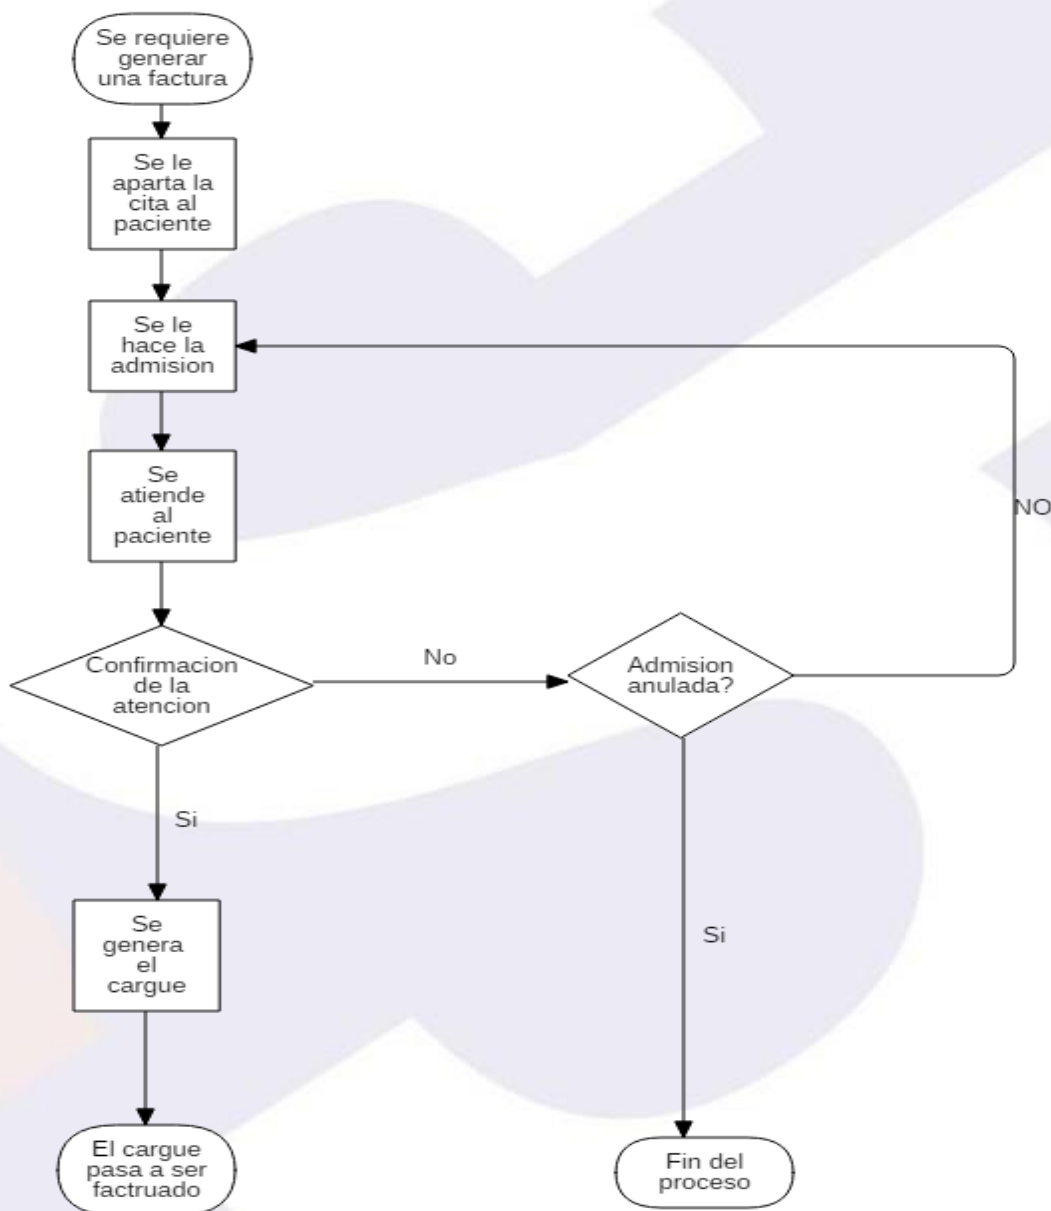 Se requiere
generar
una factura
Se le
aparta la
cita al
paciente
Se le
hace la
admision
Se
atiende
al
paciente
NO
Confirmacion
de la
atencion
No
Admision
anulada?
Si
Se
genera
el
cargue
Si
El cargue
pasa a ser
factruado
Fin del
proceso